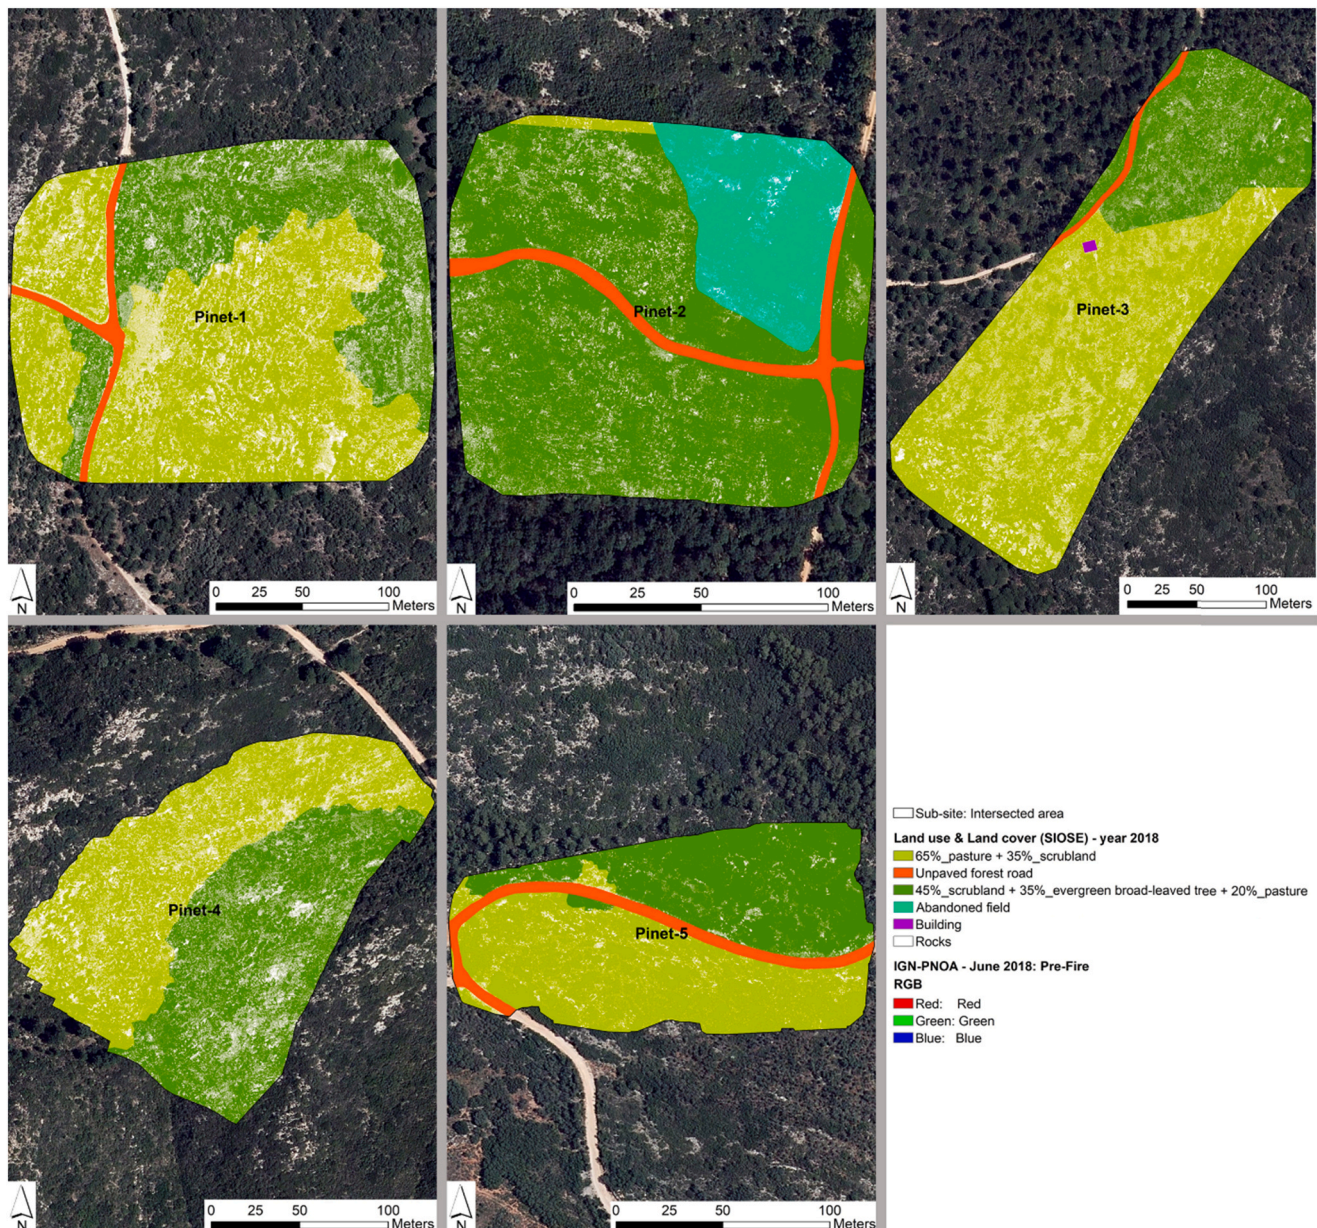 Pinet-1
N
0 25 50 100
Meters
Pinet-2
N
0 25 50 100
Meters
Pinet-3
N
0 25 50 100
Meters
Pinet-4
N
0 25 50 100
Meters
Pinet-5
N
0 25 50 100
Meters
Sub-site: Intersected area
Land use & Land cover (SIOSE) - year 2018
65%_pasture + 35%_scrubland
Unpaved forest road
45%_scrubland + 35%_evergreen broad-leaved tree + 20%_pasture
Abandoned field
Building
Rocks
IGN-PNOA - June 2018: Pre-Fire
RGB
Red: Red
Green: Green
Blue: Blue